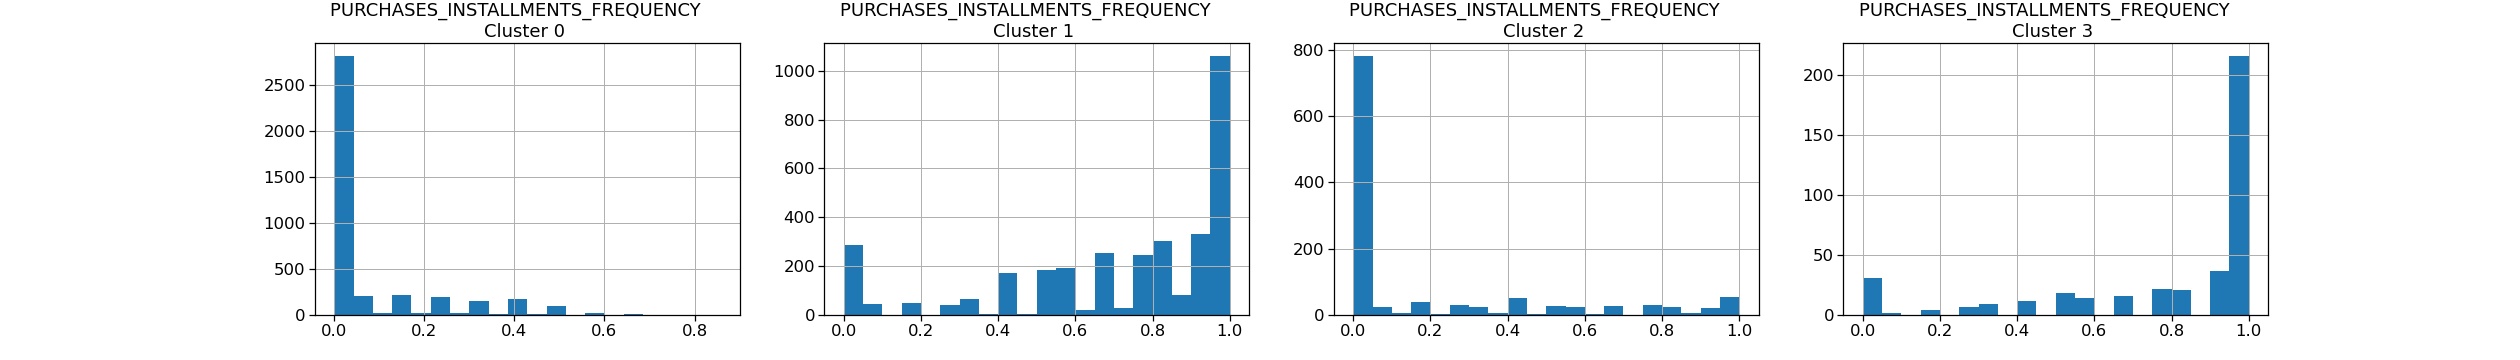 PURCHASES_INSTALLMENTS_FREQUENCY
Cluster 0
2500
2000
1500
1000
500
0
0.0 0.2 0.4 0.6 0.8
PURCHASES_INSTALLMENTS_FREQUENCY
Cluster 1
1000
800
600
400
200
0
0.0 0.2 0.4 0.6 0.8 1.0
PURCHASES_INSTALLMENTS_FREQUENCY
Cluster 2
800
600
400
200
0
0.0 0.2 0.4 0.6 0.8 1.0
PURCHASES_INSTALLMENTS_FREQUENCY
Cluster 3
200
150
100
50
0
0.0 0.2 0.4 0.6 0.8 1.0